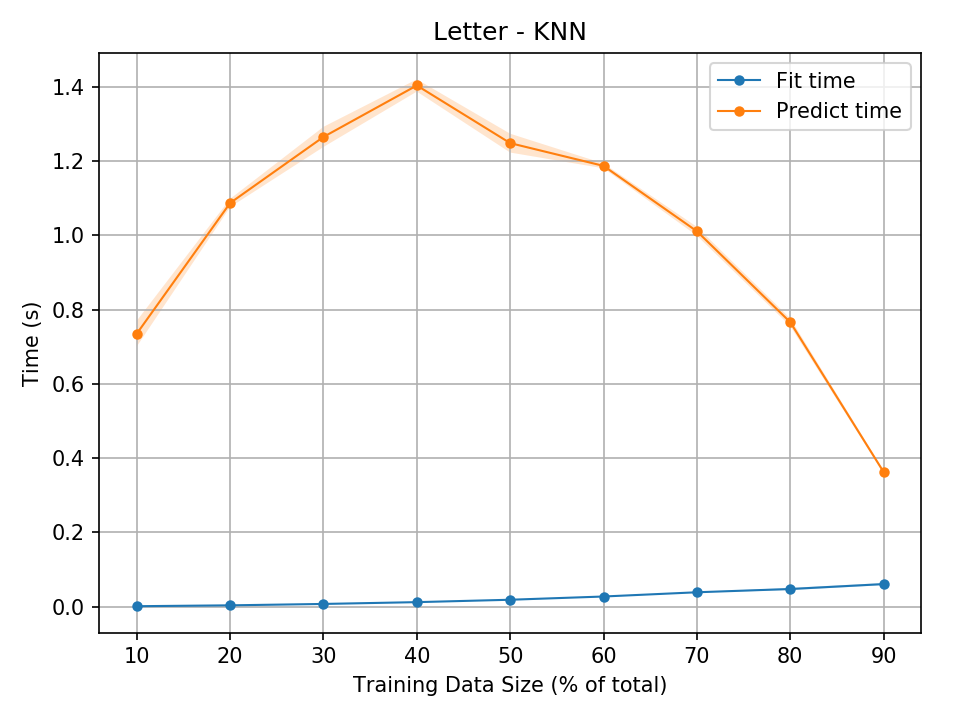 Letter - KNN
Fit time
Predict time
1.4
1.2
1.0
0.8
0.6
0.4
0.2
0.0
Time (s)
10 20 30 40 50 60 70 80 90
Training Data Size (% of total)